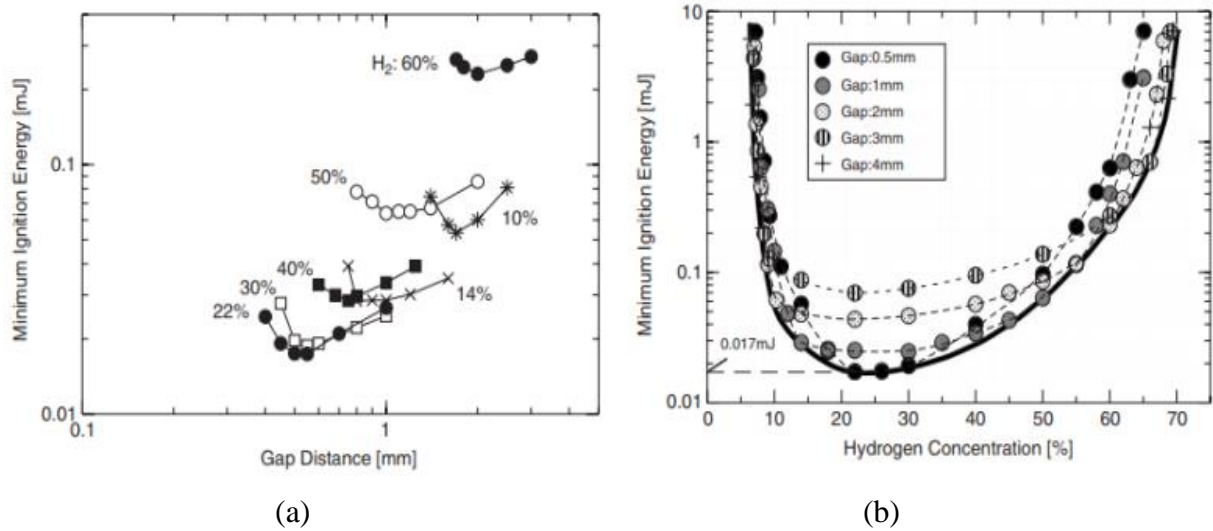 Minimum Ignition Energy [mJ]
0.1
0.01
0.1
1
Gap Distance [mm]
H2: 60%
50%
10%
40%
30%
14%
22%
(a)
Minimum Ignition Energy [mJ]
10
1
0.1
0.01
0.017mJ
Gap:0.5mm
Gap:1mm
Gap:2mm
Gap:3mm
Gap:4mm
0 10 20 30 40 50 60 70
Hydrogen Concentration [%]
(b)